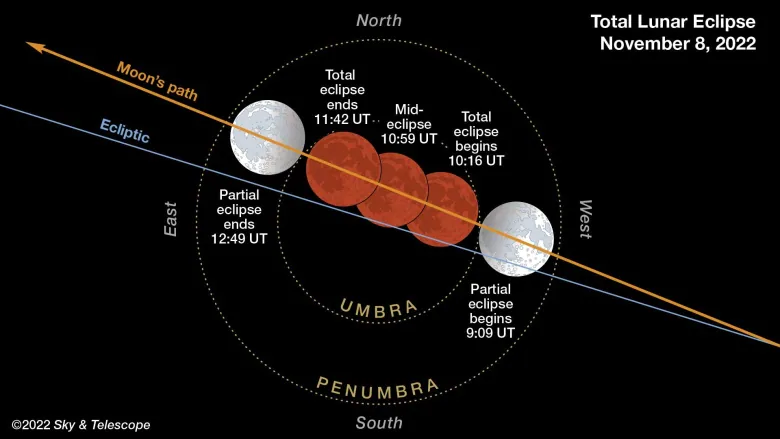 North
Total Lunar Eclipse
November 8, 2022
Moon's path
Ecliptic
Total
eclipse
ends
11:42 UT
Mid-
eclipse
10:59 UT
Total
eclipse
begins
10:16 UT
East
West
Partial
eclipse
ends
12:49 UT
Partial
eclipse
begins
9:09 UT
UMBRA
PENUMBRA
South
©2022 Sky & Telescope